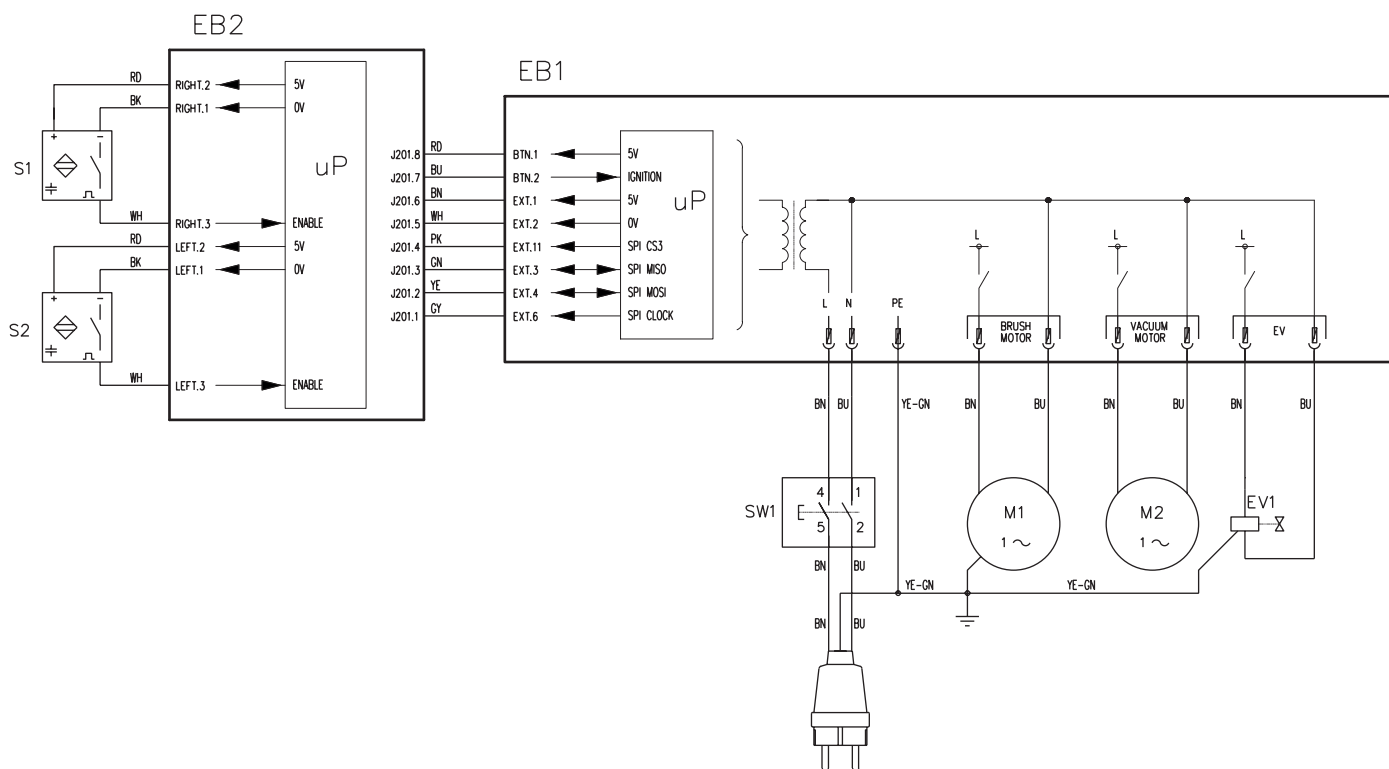 EB2
EB1
RD RIGHT.2 5V
BK RIGHT.1 0V
+ −
S1
uP
WH RIGHT.3 ENABLE
RD LEFT.2 5V
BK LEFT.1 0V
+ −
S2
WH LEFT.3 ENABLE
J201.8 RD BTN.1 5V
J201.7 BU BTN.2 IGNITION
J201.6 BN EXT.1 5V
J201.5 WH EXT.2 0V
J201.4 PK EXT.11 SPI CS3
J201.3 GN EXT.3 SPI MISO
J201.2 YE EXT.4 SPI MOSI
J201.1 GY EXT.6 SPI CLOCK
uP
L L L
L N PE
BRUSH MOTOR
VACUUM MOTOR
EV
BN BU YE-GN BN BU BN BU BN BU
SW1
4 1
5 2
M1
1 ~
M2
1 ~
EV1
BN BU
YE-GN YE-GN
BN BU